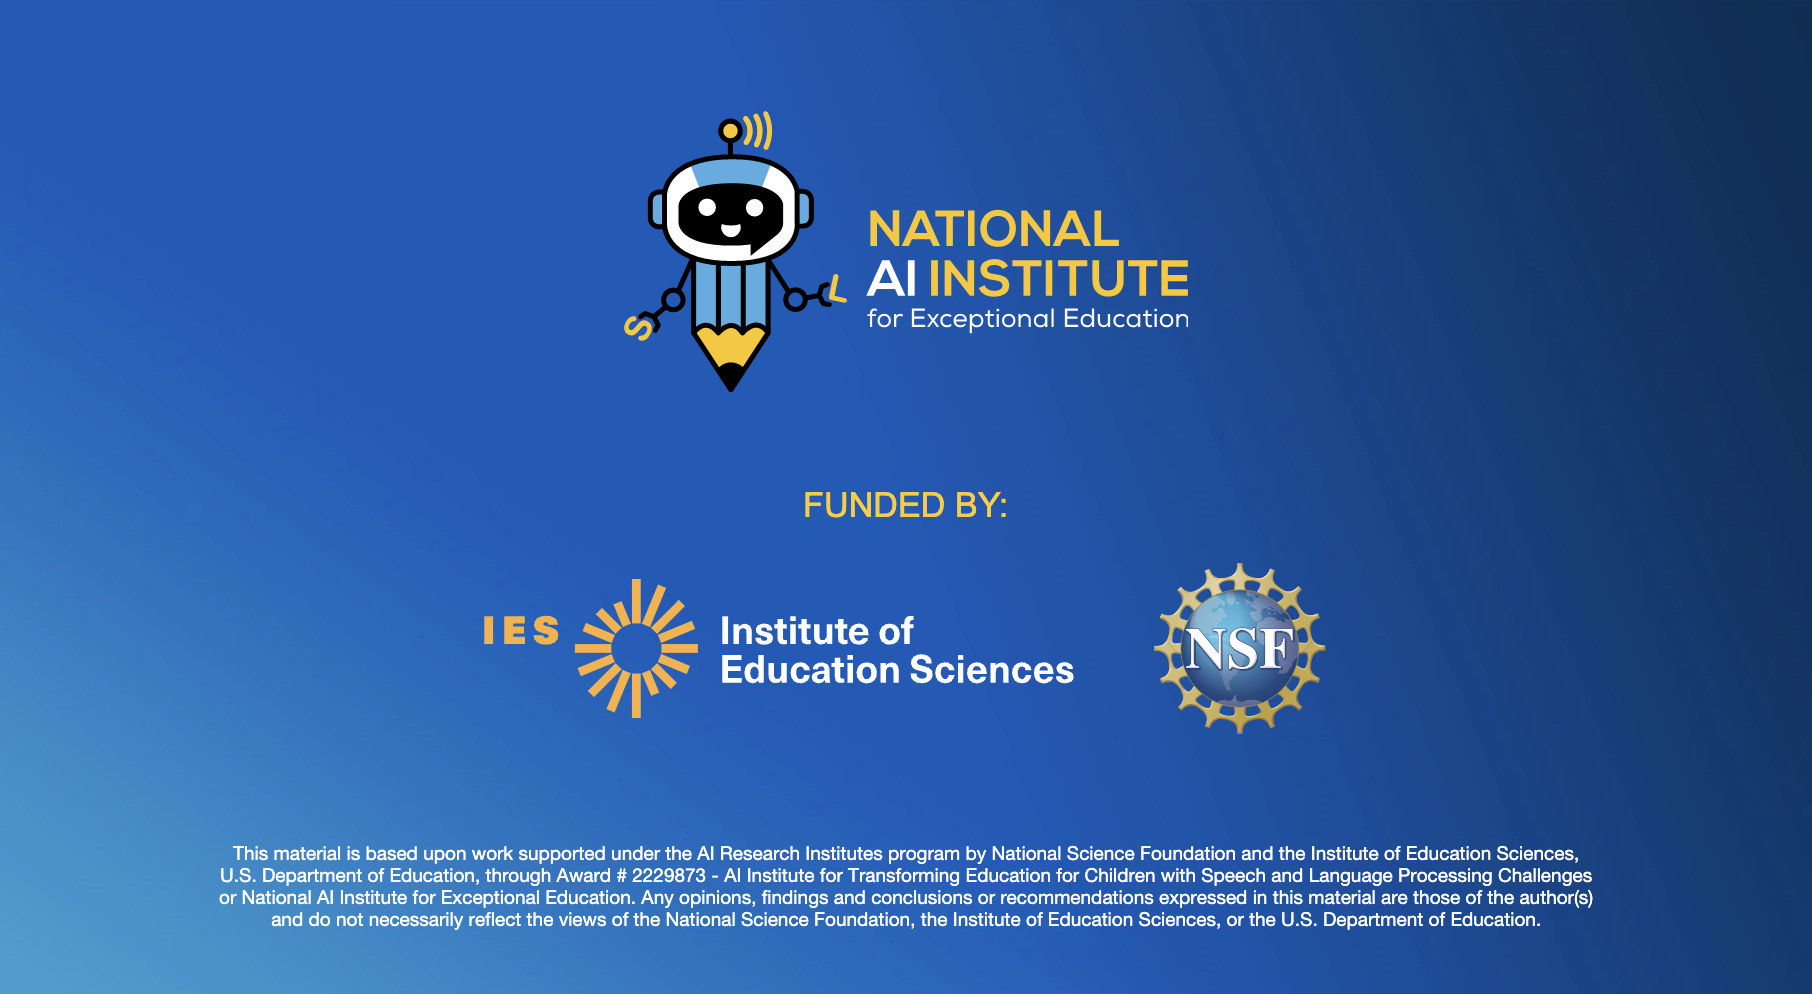 S
L
NATIONAL
AI INSTITUTE
for Exceptional Education
FUNDED BY:
IES
Institute of
Education Sciences
NSF
This material is based upon work supported under the AI Research Institutes program by National Science Foundation and the Institute of Education Sciences,
U.S. Department of Education, through Award # 2229873 - AI Institute for Transforming Education for Children with Speech and Language Processing Challenges
or National AI Institute for Exceptional Education. Any opinions, findings and conclusions or recommendations expressed in this material are those of the author(s)
and do not necessarily reflect the views of the National Science Foundation, the Institute of Education Sciences, or the U.S. Department of Education.